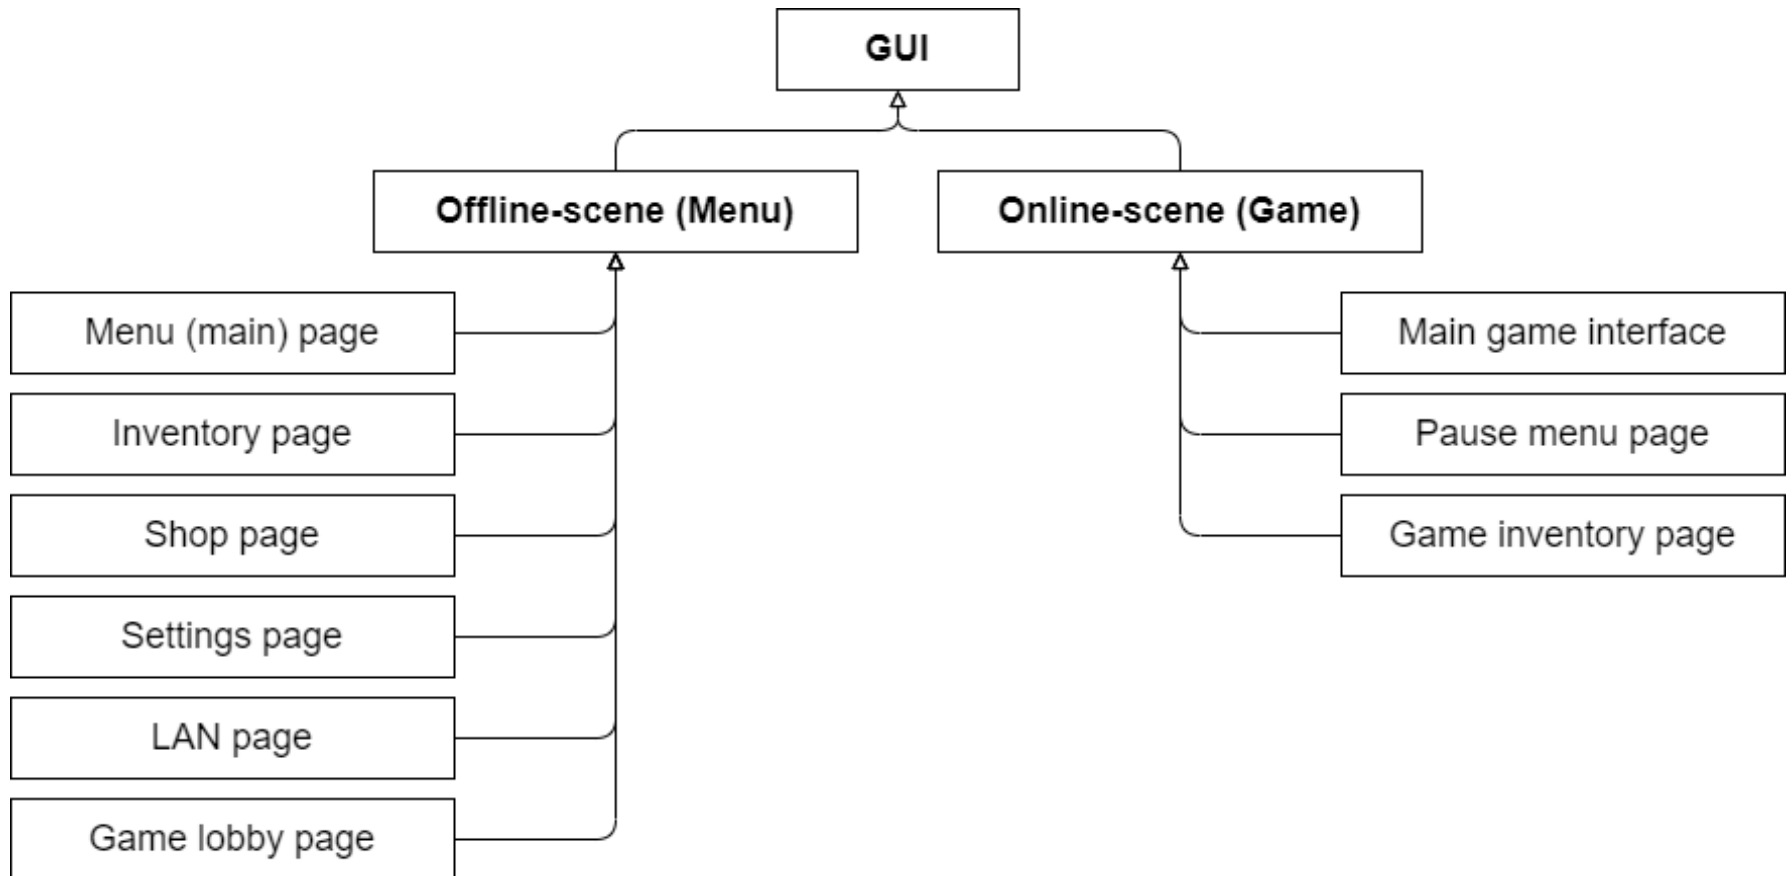 GUI
Offline-scene (Menu)
Online-scene (Game)
Menu (main) page
Inventory page
Shop page
Settings page
LAN page
Game lobby page
Main game interface
Pause menu page
Game inventory page